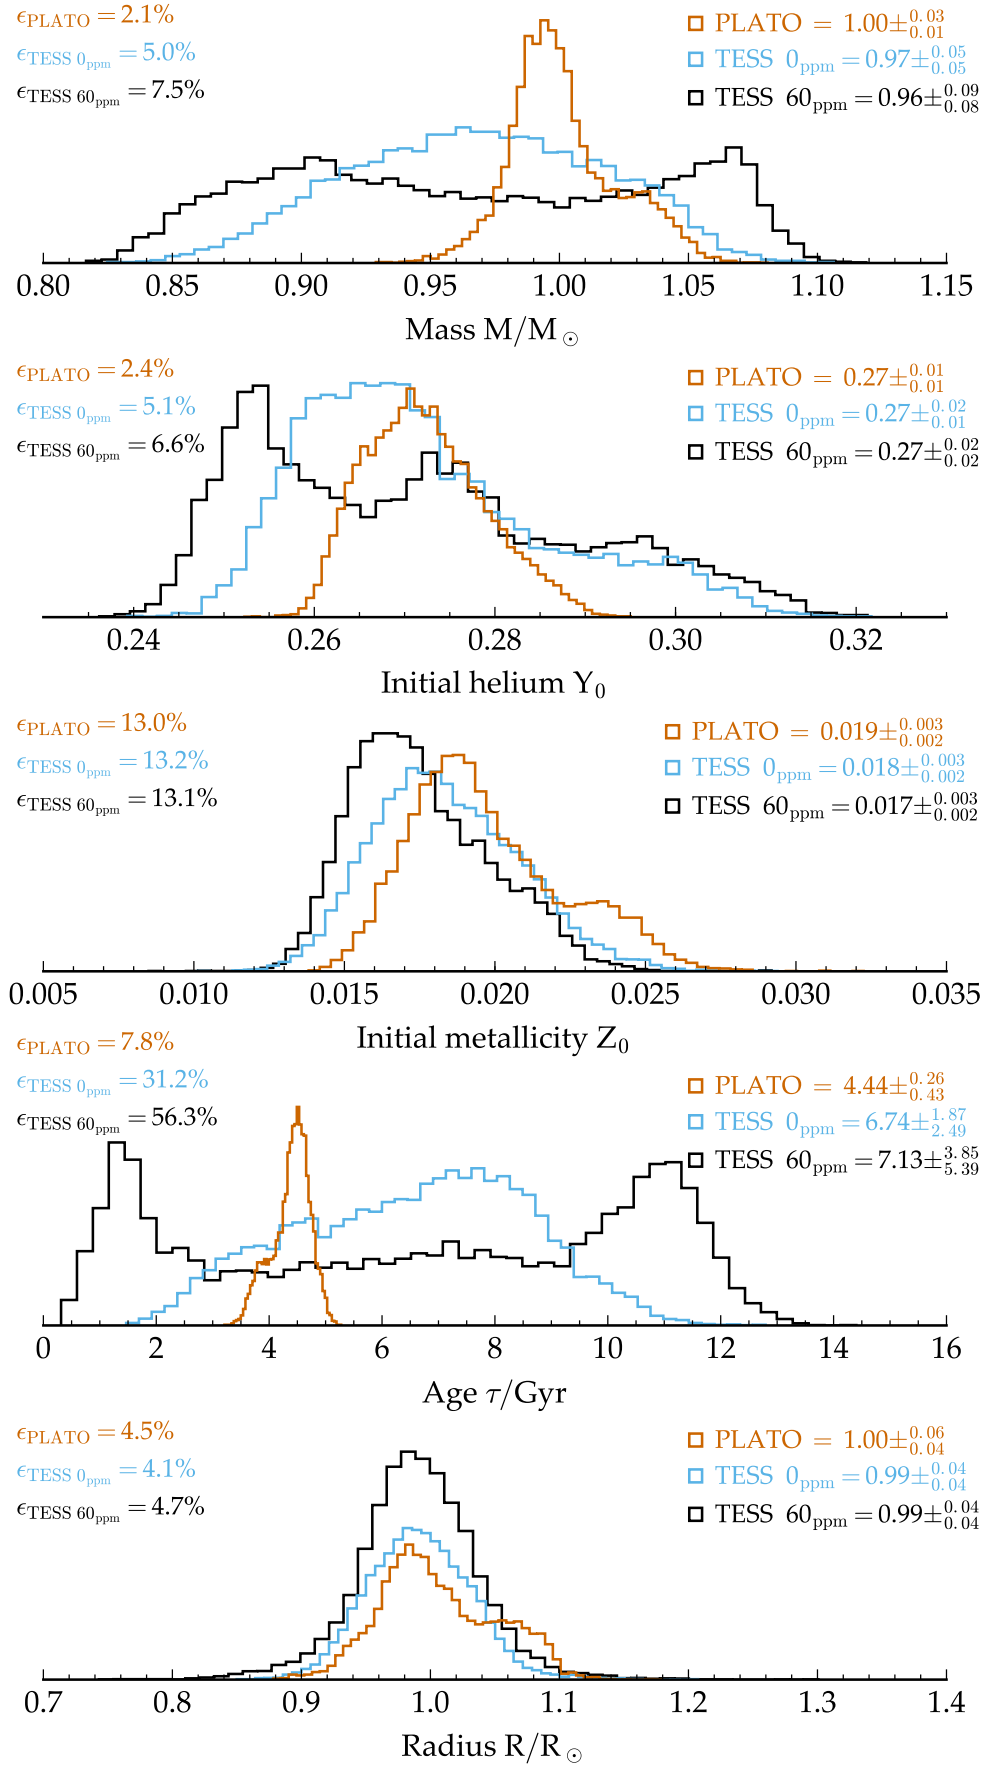 ϵPLATO = 2.1%
ϵTESS 0ppm = 5.0%
ϵTESS 60ppm = 7.5%
PLATO = 1.00±0.03 0.01
TESS 0ppm = 0.97±0.05 0.05
TESS 60ppm = 0.96±0.09 0.08
0.80 0.85 0.90 0.95 1.00 1.05 1.10 1.15
Mass M/M☉
ϵPLATO = 2.4%
ϵTESS 0ppm = 5.1%
ϵTESS 60ppm = 6.6%
PLATO = 0.27±0.01 0.01
TESS 0ppm = 0.27±0.02 0.01
TESS 60ppm = 0.27±0.02 0.02
0.24 0.26 0.28 0.30 0.32
Initial helium Y0
ϵPLATO = 13.0%
ϵTESS 0ppm = 13.2%
ϵTESS 60ppm = 13.1%
PLATO = 0.019±0.003 0.002
TESS 0ppm = 0.018±0.003 0.002
TESS 60ppm = 0.017±0.003 0.002
0.005 0.010 0.015 0.020 0.025 0.030 0.035
Initial metallicity Z0
ϵPLATO = 7.8%
ϵTESS 0ppm = 31.2%
ϵTESS 60ppm = 56.3%
PLATO = 4.44±0.26 0.43
TESS 0ppm = 6.74±1.87 2.49
TESS 60ppm = 7.13±3.85 5.39
0 2 4 6 8 10 12 14 16
Age τ/Gyr
ϵPLATO = 4.5%
ϵTESS 0ppm = 4.1%
ϵTESS 60ppm = 4.7%
PLATO = 1.00±0.06 0.04
TESS 0ppm = 0.99±0.04 0.04
TESS 60ppm = 0.99±0.04 0.04
0.7 0.8 0.9 1.0 1.1 1.2 1.3 1.4
Radius R/R☉